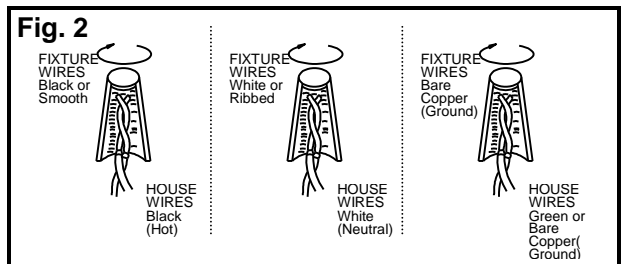 Fig. 2
FIXTURE
WIRES
Black or
Smooth
HOUSE
WIRES
Black
(Hot)
FIXTURE
WIRES
White or
Ribbed
HOUSE
WIRES
White
(Neutral)
FIXTURE
WIRES
Bare
Copper
(Ground)
HOUSE
WIRES
Green or
Bare
Copper(
Ground)